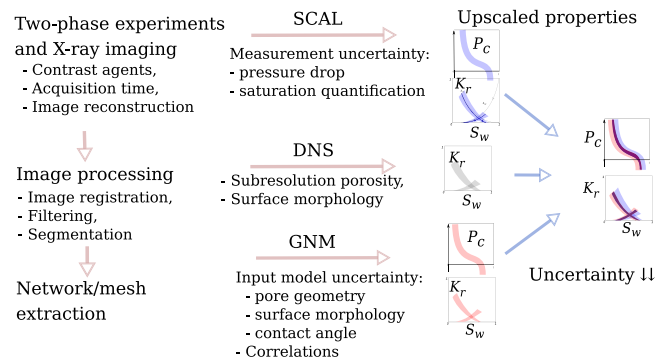 Two-phase experiments
and X-ray imaging
- Contrast agents,
- Acquisition time,
- Image reconstruction
Image processing
- Image registration,
- Filtering,
- Segmentation
Network/mesh
extraction
SCAL
Measurement uncertainty:
- pressure drop
- saturation quantification
DNS
- Subresolution porosity,
- Surface morphology
GNM
Input model uncertainty:
- pore geometry
- surface morphology
- contact angle
- Correlations
Upscaled properties
P_c
K_r
S_w
K_r
S_w
P_c
K_r
S_w
P_c
K_r
S_w
Uncertainty ↓↓